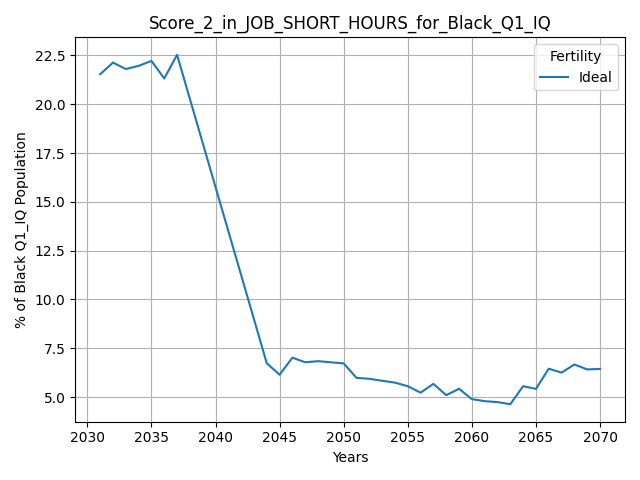 Score_2_in_JOB_SHORT_HOURS_for_Black_Q1_IQ
Fertility
Ideal
% of Black Q1_IQ Population
22.5
20.0
17.5
15.0
12.5
10.0
7.5
5.0
2030 2035 2040 2045 2050 2055 2060 2065 2070
Years